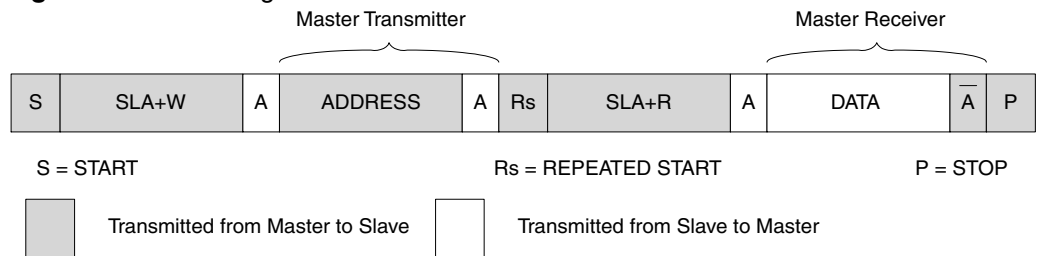 Master Transmitter Master Receiver
S SLA+W A ADDRESS A Rs SLA+R A DATA A̅ P
S = START Rs = REPEATED START P = STOP
Transmitted from Master to Slave Transmitted from Slave to Master